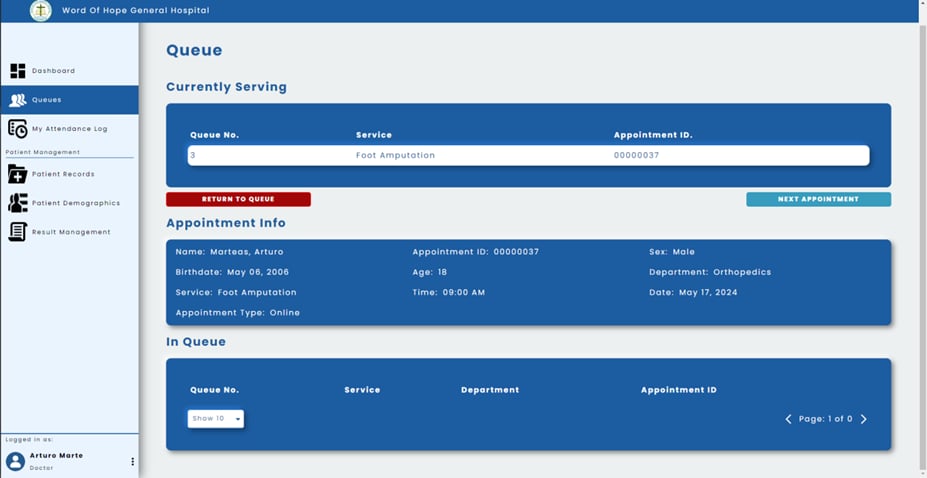 Word Of Hope General Hospital
Dashboard
Queues
My Attendance Log
Patient Management
Patient Records
Patient Demographics
Result Management
Logged in as:
Arturo Marte
Doctor
Queue
Currently Serving
Queue No. Service Appointment ID.
3 Foot Amputation 00000037
RETURN TO QUEUE NEXT APPOINTMENT
Appointment Info
Name: Marteas, Arturo Appointment ID: 00000037 Sex: Male
Birthdate: May 06, 2006 Age: 18 Department: Orthopedics
Service: Foot Amputation Time: 09:00 AM Date: May 17, 2024
Appointment Type: Online
In Queue
Queue No. Service Department Appointment ID
Show 10 Page: 1 of 0